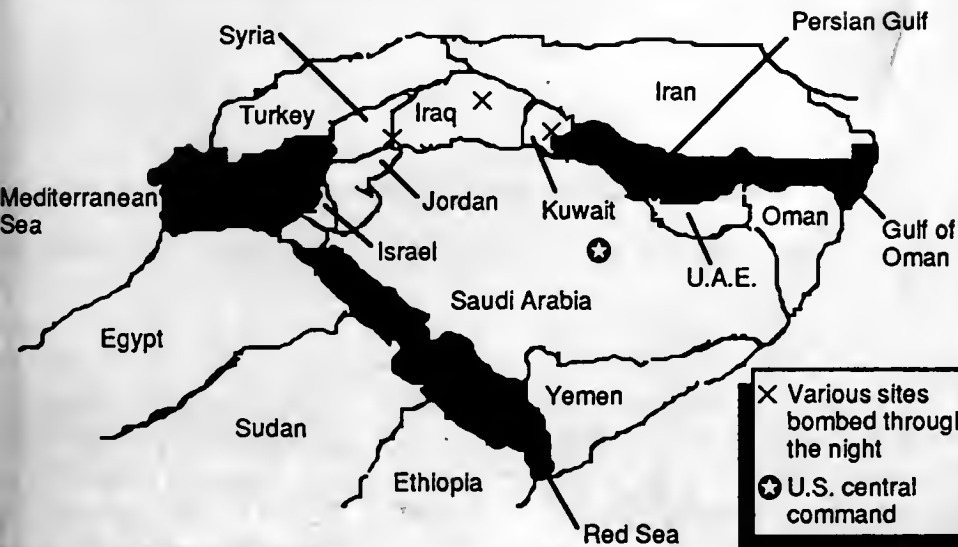 Persian Gulf
Syria
Turkey
Iraq
Iran
Mediterranean
Sea
Jordan
Kuwait
Oman
Israel
Gulf of
Oman
U.A.E.
Saudi Arabia
Egypt
Yemen
Sudan
Ethiopia
Red Sea
Various sites
bombed through
the night
U.S. central
command